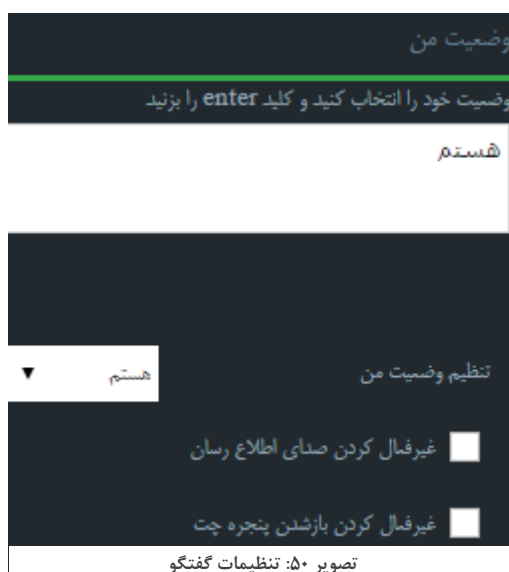 وضعیت من
وضعیت خود را انتخاب کنید و کلید enter را بزنید
هستم
تنظیم وضعیت من
هستم
غیرفعال کردن صدای اطلاع رسان
غیرفعال کردن بازشدن پنجره چت
تصویر ۵۰: تنظیمات گفتگو